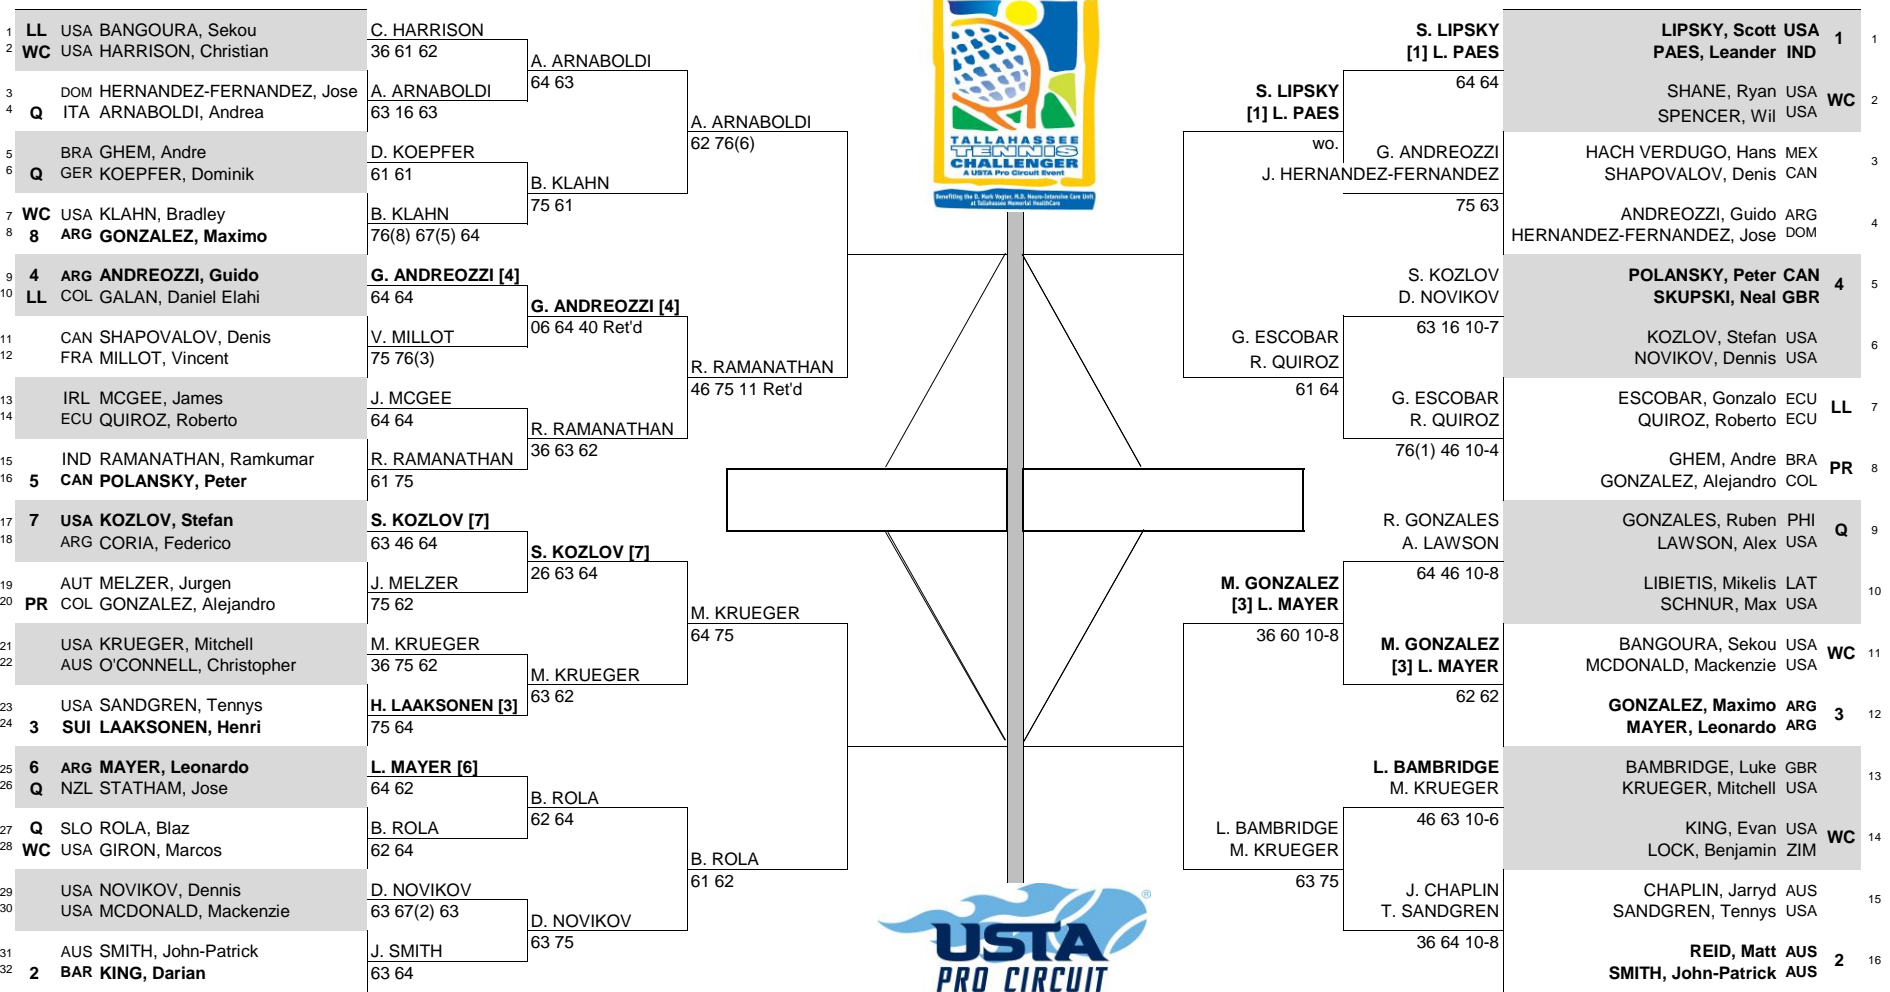 1 LL USA BANGOURA, Sekou
2 WC USA HARRISON, Christian
3 DOM HERNANDEZ-FERNANDEZ, Jose
4 Q ITA ARNABOLDI, Andrea
5 BRA GHEM, Andre
6 Q GER KOEPFER, Dominik
7 WC USA KLAHN, Bradley
8 8 ARG GONZALEZ, Maximo
9 4 ARG ANDREOZZI, Guido
10 LL COL GALAN, Daniel Elahi
11 CAN SHAPOVALOV, Denis
12 FRA MILLOT, Vincent
13 IRL MCGEE, James
14 ECU QUIROZ, Roberto
15 IND RAMANATHAN, Ramkumar
16 5 CAN POLANSKY, Peter
17 7 USA KOZLOV, Stefan
18 ARG CORIA, Federico
19 AUT MELZER, Jurgen
20 PR COL GONZALEZ, Alejandro
21 USA KRUEGER, Mitchell
22 AUS O'CONNELL, Christopher
23 USA SANDGREN, Tennys
24 3 SUI LAAKSONEN, Henri
25 6 ARG MAYER, Leonardo
26 Q NZL STATHAM, Jose
27 Q SLO ROLA, Blaz
28 WC USA GIRON, Marcos
29 USA NOVIKOV, Dennis
30 USA MCDONALD, Mackenzie
31 AUS SMITH, John-Patrick
32 2 BAR KING, Darian
C. HARRISON
36 61 62
A. ARNABOLDI
63 16 63
D. KOEPFER
61 61
B. KLAHN
76(8) 67(5) 64
G. ANDREOZZI [4]
64 64
V. MILLOT
75 76(3)
J. MCGEE
64 64
R. RAMANATHAN
61 75
S. KOZLOV [7]
63 46 64
J. MELZER
75 62
M. KRUEGER
36 75 62
H. LAAKSONEN [3]
75 64
L. MAYER [6]
64 62
B. ROLA
62 64
D. NOVIKOV
63 67(2) 63
J. SMITH
63 64
A. ARNABOLDI
64 63
B. KLAHN
75 61
G. ANDREOZZI [4]
06 64 40 Ret'd
R. RAMANATHAN
36 63 62
S. KOZLOV [7]
26 63 64
M. KRUEGER
63 62
B. ROLA
62 64
D. NOVIKOV
63 75
A. ARNABOLDI
62 76(6)
R. RAMANATHAN
46 75 11 Ret'd
M. KRUEGER
64 75
B. ROLA
61 62
TALLAHASSEE
TENNIS
CHALLENGER
A USTA Pro Circuit Event
Benefiting the D. Mark Vogter, M.D. Neuro-Intensive Care Unit
at Tallahassee Memorial HealthCare
USTA®
PRO CIRCUIT
S. LIPSKY
[1] L. PAES
wo.
G. ESCOBAR
R. QUIROZ
61 64
M. GONZALEZ
[3] L. MAYER
36 60 10-8
L. BAMBRIDGE
M. KRUEGER
63 75
S. LIPSKY
[1] L. PAES
64 64
G. ANDREOZZI
J. HERNANDEZ-FERNANDEZ
75 63
S. KOZLOV
D. NOVIKOV
63 16 10-7
G. ESCOBAR
R. QUIROZ
76(1) 46 10-4
R. GONZALES
A. LAWSON
64 46 10-8
M. GONZALEZ
[3] L. MAYER
62 62
L. BAMBRIDGE
M. KRUEGER
46 63 10-6
J. CHAPLIN
T. SANDGREN
36 64 10-8
LIPSKY, Scott USA 1 1
PAES, Leander IND
SHANE, Ryan USA WC 2
SPENCER, Wil USA
HACH VERDUGO, Hans MEX 3
SHAPOVALOV, Denis CAN
ANDREOZZI, Guido ARG 4
HERNANDEZ-FERNANDEZ, Jose DOM
POLANSKY, Peter CAN 4 5
SKUPSKI, Neal GBR
KOZLOV, Stefan USA 6
NOVIKOV, Dennis USA
ESCOBAR, Gonzalo ECU LL 7
QUIROZ, Roberto ECU
GHEM, Andre BRA PR 8
GONZALEZ, Alejandro COL
GONZALES, Ruben PHI Q 9
LAWSON, Alex USA
LIBIETIS, Mikelis LAT 10
SCHNUR, Max USA
BANGOURA, Sekou USA WC 11
MCDONALD, Mackenzie USA
GONZALEZ, Maximo ARG 3 12
MAYER, Leonardo ARG
BAMBRIDGE, Luke GBR 13
KRUEGER, Mitchell USA
KING, Evan USA WC 14
LOCK, Benjamin ZIM
CHAPLIN, Jarryd AUS 15
SANDGREN, Tennys USA
REID, Matt AUS 2 16
SMITH, John-Patrick AUS